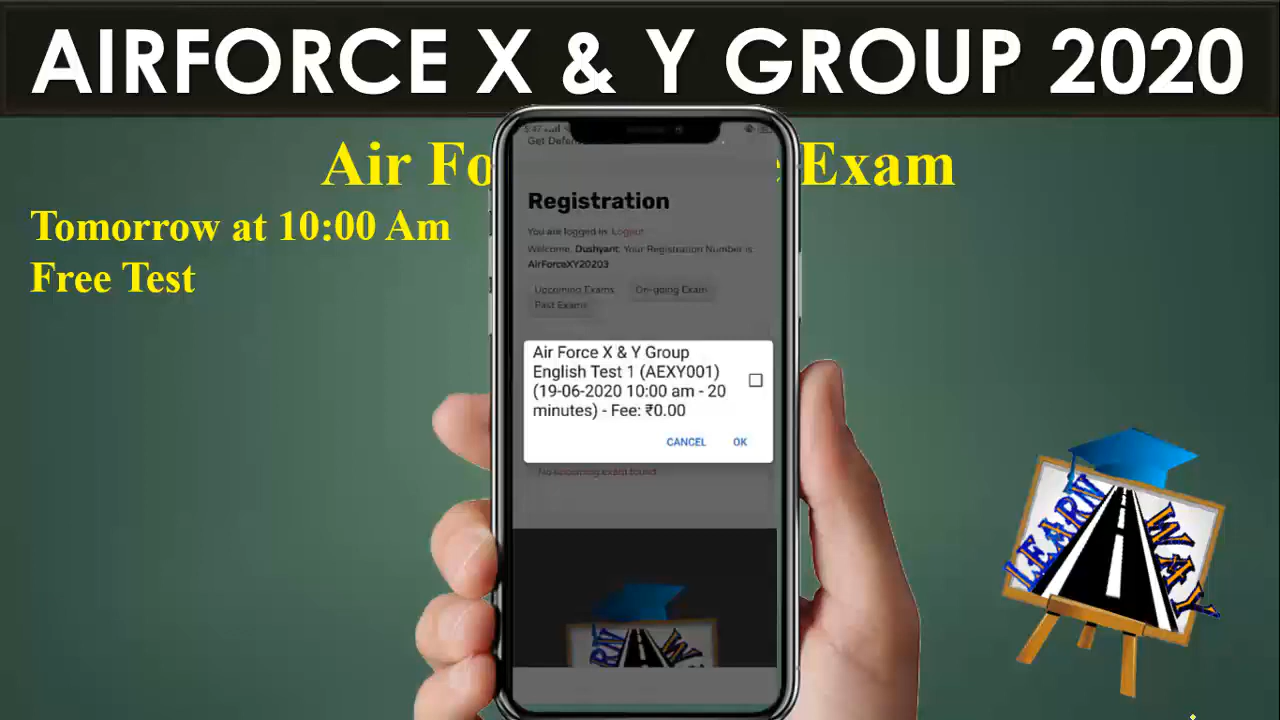 AIRFORCE X & Y GROUP 2020
Air Fo Exam
Tomorrow at 10:00 Am
Free Test
Get Defen
Registration
You are logged in. Logout
Welcome, Dushyant. Your Registration Number is
AirForceXY20203
Upcoming Exams On-going Exam
Past Exams
Air Force X & Y Group
English Test 1 (AEXY001)
(19-06-2020 10:00 am - 20
minutes) - Fee: ₹0.00
CANCEL OK
No upcoming exam found
LEARN WAY